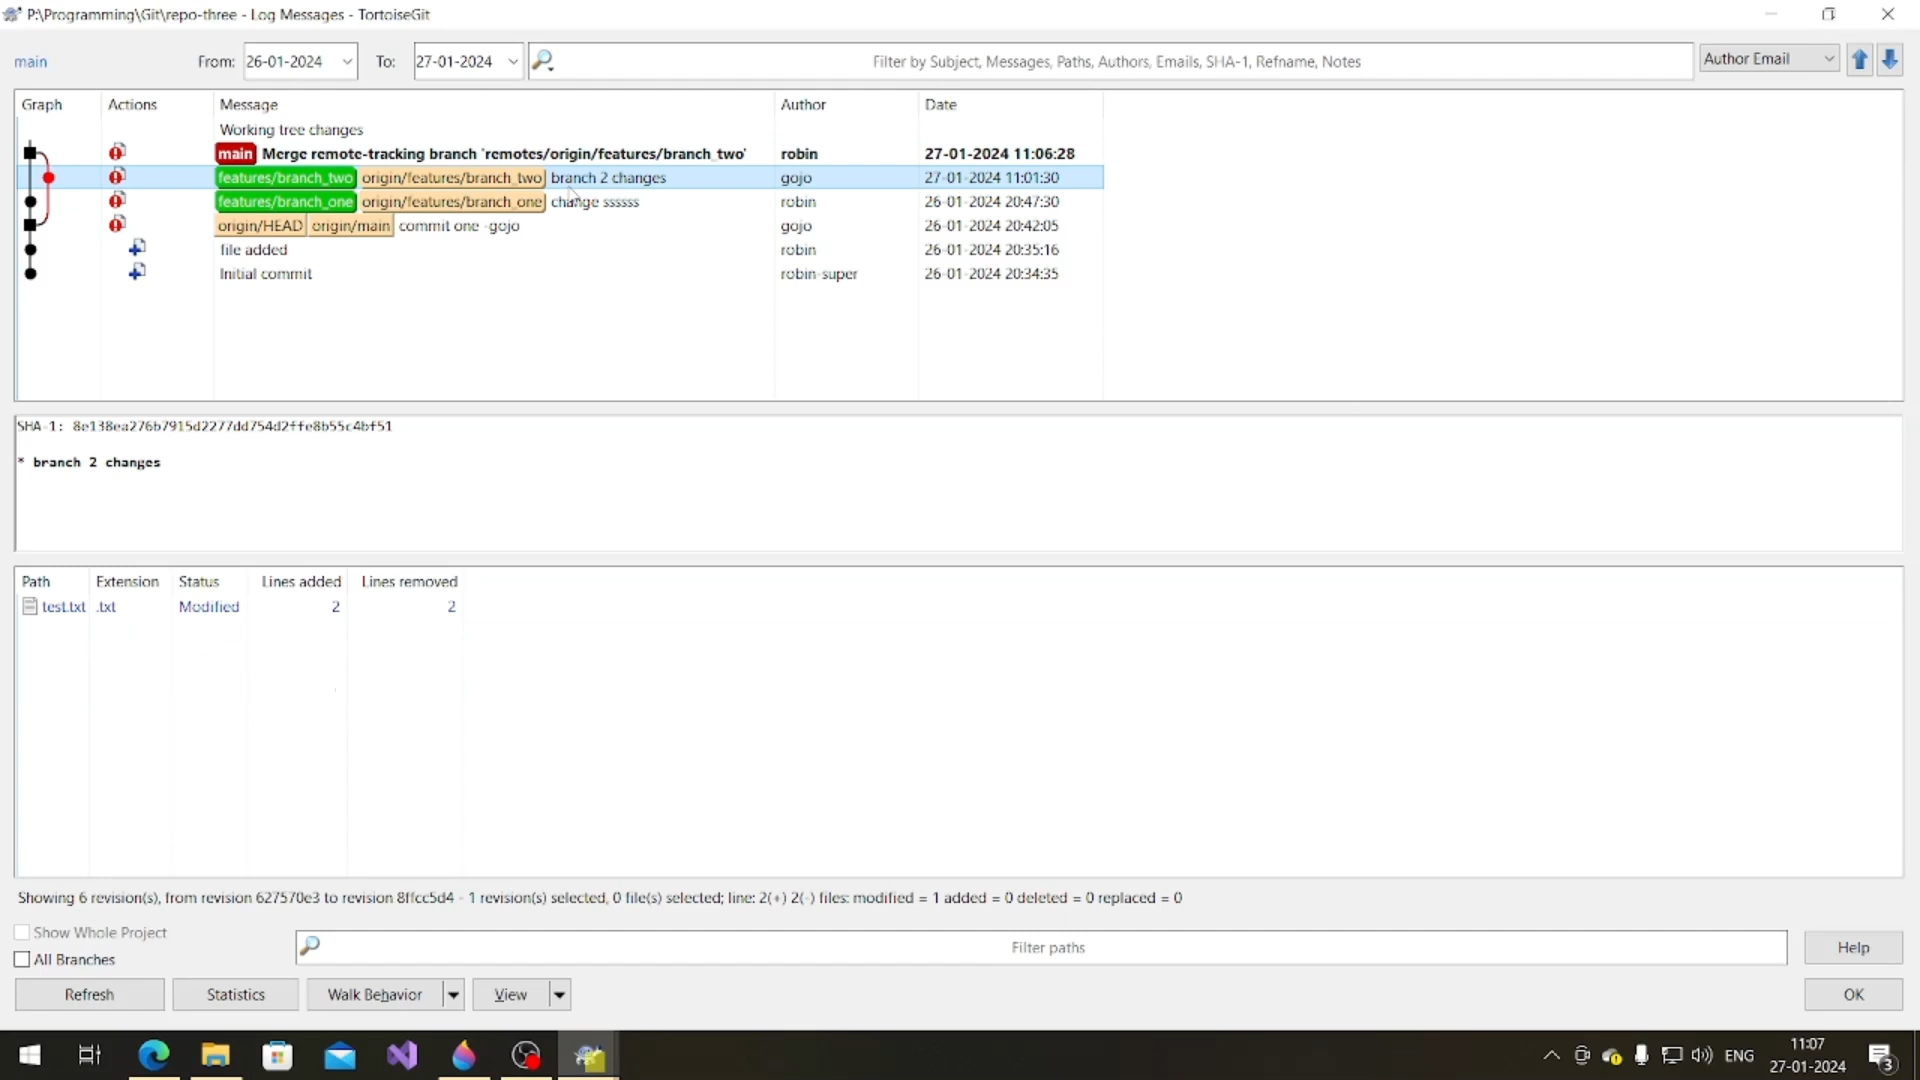 P:\Programming\Git\repo-three - Log Messages - TortoiseGit
main From: 26-01-2024 To: 27-01-2024 Filter by Subject, Messages, Paths, Authors, Emails, SHA-1, Refname, Notes Author Email
Graph Actions Message Author Date
Working tree changes
main Merge remote-tracking branch 'remotes/origin/features/branch_two' robin 27-01-2024 11:06:28
features/branch_two origin/features/branch_two branch 2 changes gojo 27-01-2024 11:01:30
features/branch_one origin/features/branch_one change ssssss robin 26-01-2024 20:47:30
origin/HEAD origin/main commit one -gojo gojo 26-01-2024 20:42:05
file added robin 26-01-2024 20:35:16
Initial commit robin-super 26-01-2024 20:34:35
SHA-1: 8e138ea276b7915d2277dd754d2ffe8b55c4bf51
* branch 2 changes
Path Extension Status Lines added Lines removed
test.txt .txt Modified 2 2
Showing 6 revision(s), from revision 627570e3 to revision 8ffcc5d4 - 1 revision(s) selected, 0 file(s) selected; line: 2(+) 2(-) files: modified = 1 added = 0 deleted = 0 replaced = 0
Show Whole Project
All Branches
Filter paths
Help
Refresh Statistics Walk Behavior View OK
ENG 11:07
27-01-2024
3